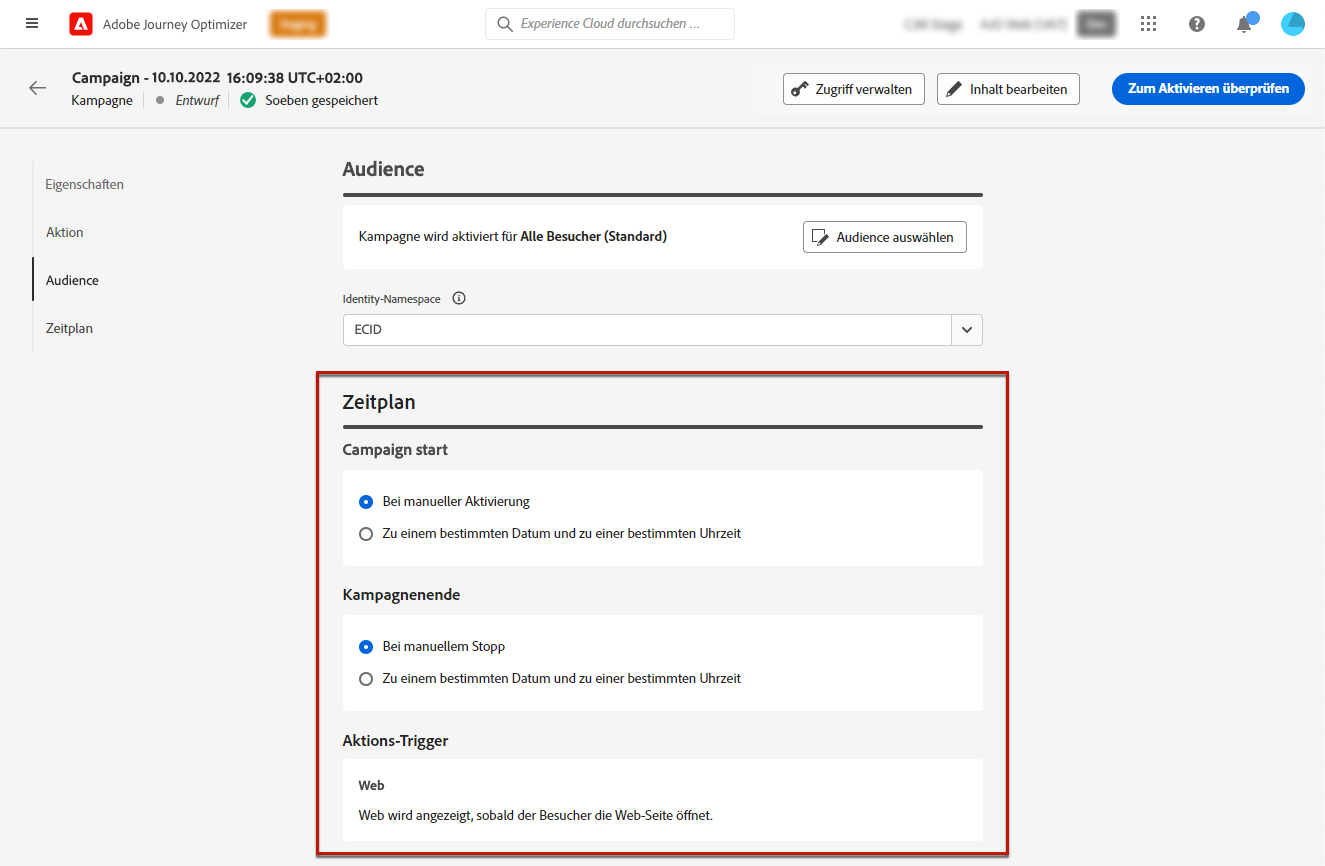 Adobe Journey Optimizer
Experience Cloud durchsuchen ...
Campaign - 10.10.2022 16:09:38 UTC+02:00
Kampagne Entwurf Soeben gespeichert
Zugriff verwalten
Inhalt bearbeiten
Zum Aktivieren überprüfen
Eigenschaften
Aktion
Audience
Zeitplan
Audience
Kampagne wird aktiviert für Alle Besucher (Standard)
Audience auswählen
Identity-Namespace
ECID
Zeitplan
Campaign start
Bei manueller Aktivierung
Zu einem bestimmten Datum und zu einer bestimmten Uhrzeit
Kampagnenende
Bei manuellem Stopp
Zu einem bestimmten Datum und zu einer bestimmten Uhrzeit
Aktions-Trigger
Web
Web wird angezeigt, sobald der Besucher die Web-Seite öffnet.